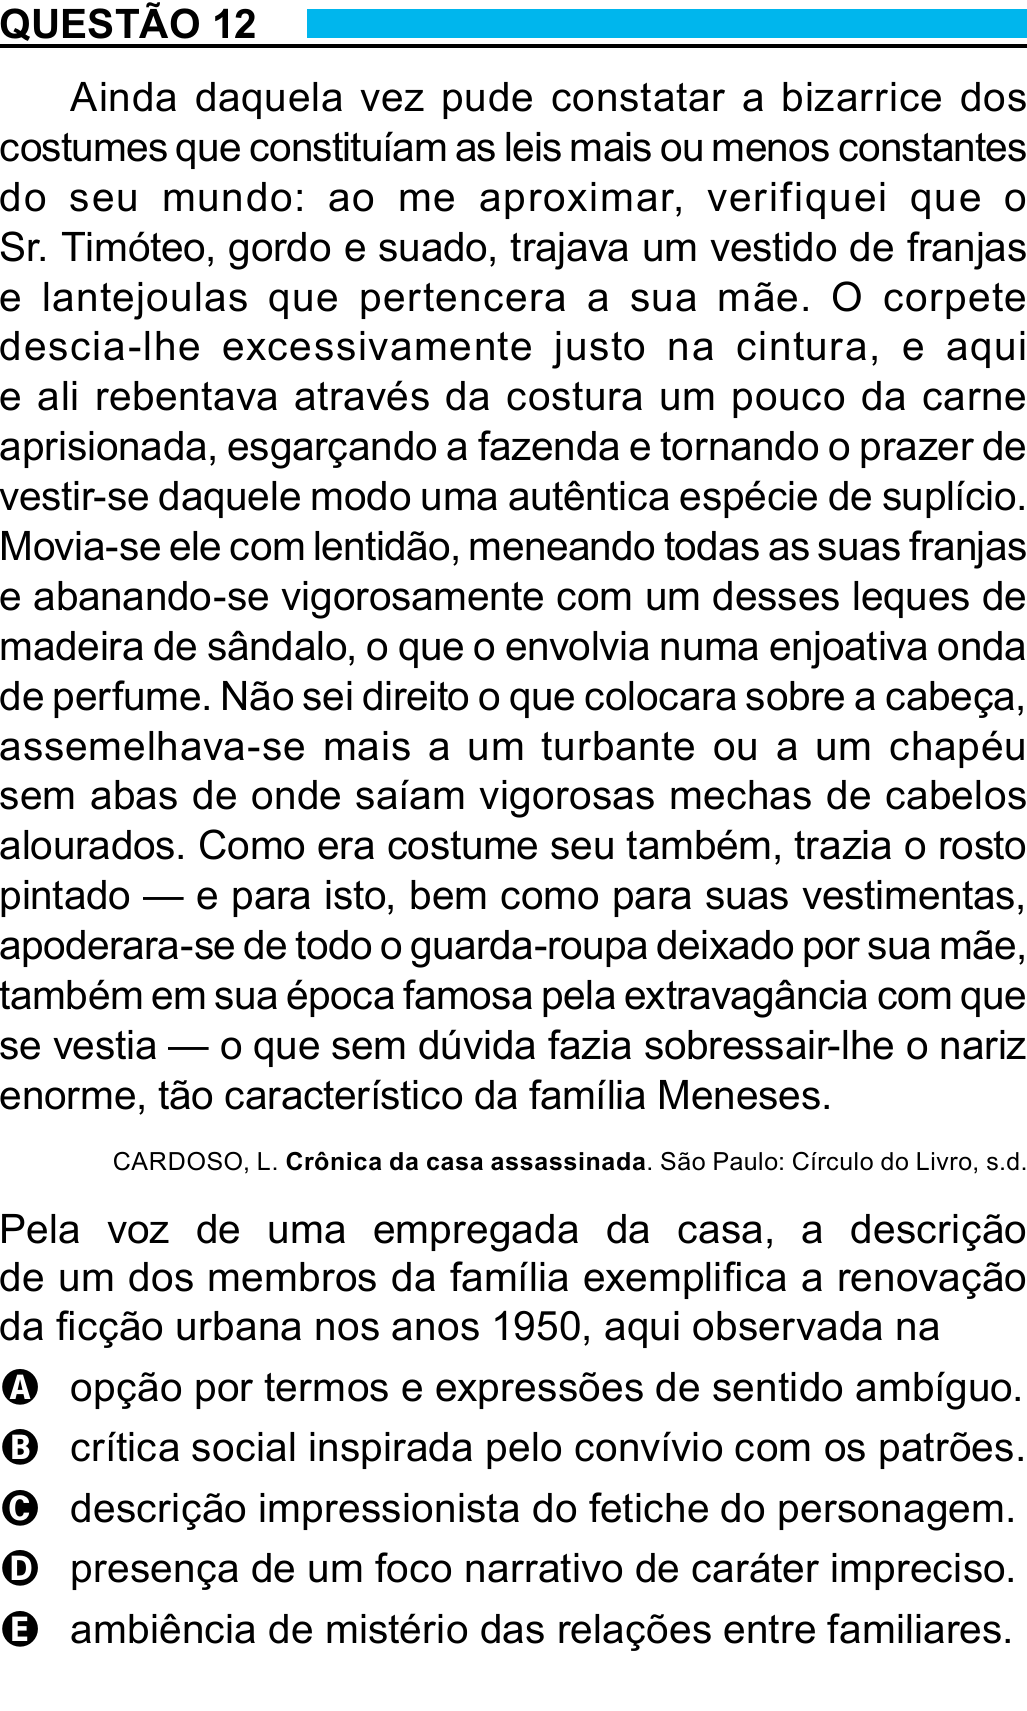 QUESTÃO 12
Ainda daquela vez pude constatar a bizarrice dos
costumes que constituíam as leis mais ou menos constantes
do seu mundo: ao me aproximar, verifiquei que o
Sr. Timóteo, gordo e suado, trajava um vestido de franjas
e lantejoulas que pertencera a sua mãe. O corpete
descia-lhe excessivamente justo na cintura, e aqui
e ali rebentava através da costura um pouco da carne
aprisionada, esgarçando a fazenda e tornando o prazer de
vestir-se daquele modo uma autêntica espécie de suplício.
Movia-se ele com lentidão, meneando todas as suas franjas
e abanando-se vigorosamente com um desses leques de
madeira de sândalo, o que o envolvia numa enjoativa onda
de perfume. Não sei direito o que colocara sobre a cabeça,
assemelhava-se mais a um turbante ou a um chapéu
sem abas de onde saíam vigorosas mechas de cabelos
alourados. Como era costume seu também, trazia o rosto
pintado — e para isto, bem como para suas vestimentas,
apoderara-se de todo o guarda-roupa deixado por sua mãe,
também em sua época famosa pela extravagância com que
se vestia — o que sem dúvida fazia sobressair-lhe o nariz
enorme, tão característico da família Meneses.
CARDOSO, L. Crônica da casa assassinada. São Paulo: Círculo do Livro, s.d.
Pela voz de uma empregada da casa, a descrição
de um dos membros da família exemplifica a renovação
da ficção urbana nos anos 1950, aqui observada na
A opção por termos e expressões de sentido ambíguo.
B crítica social inspirada pelo convívio com os patrões.
C descrição impressionista do fetiche do personagem.
D presença de um foco narrativo de caráter impreciso.
E ambiência de mistério das relações entre familiares.